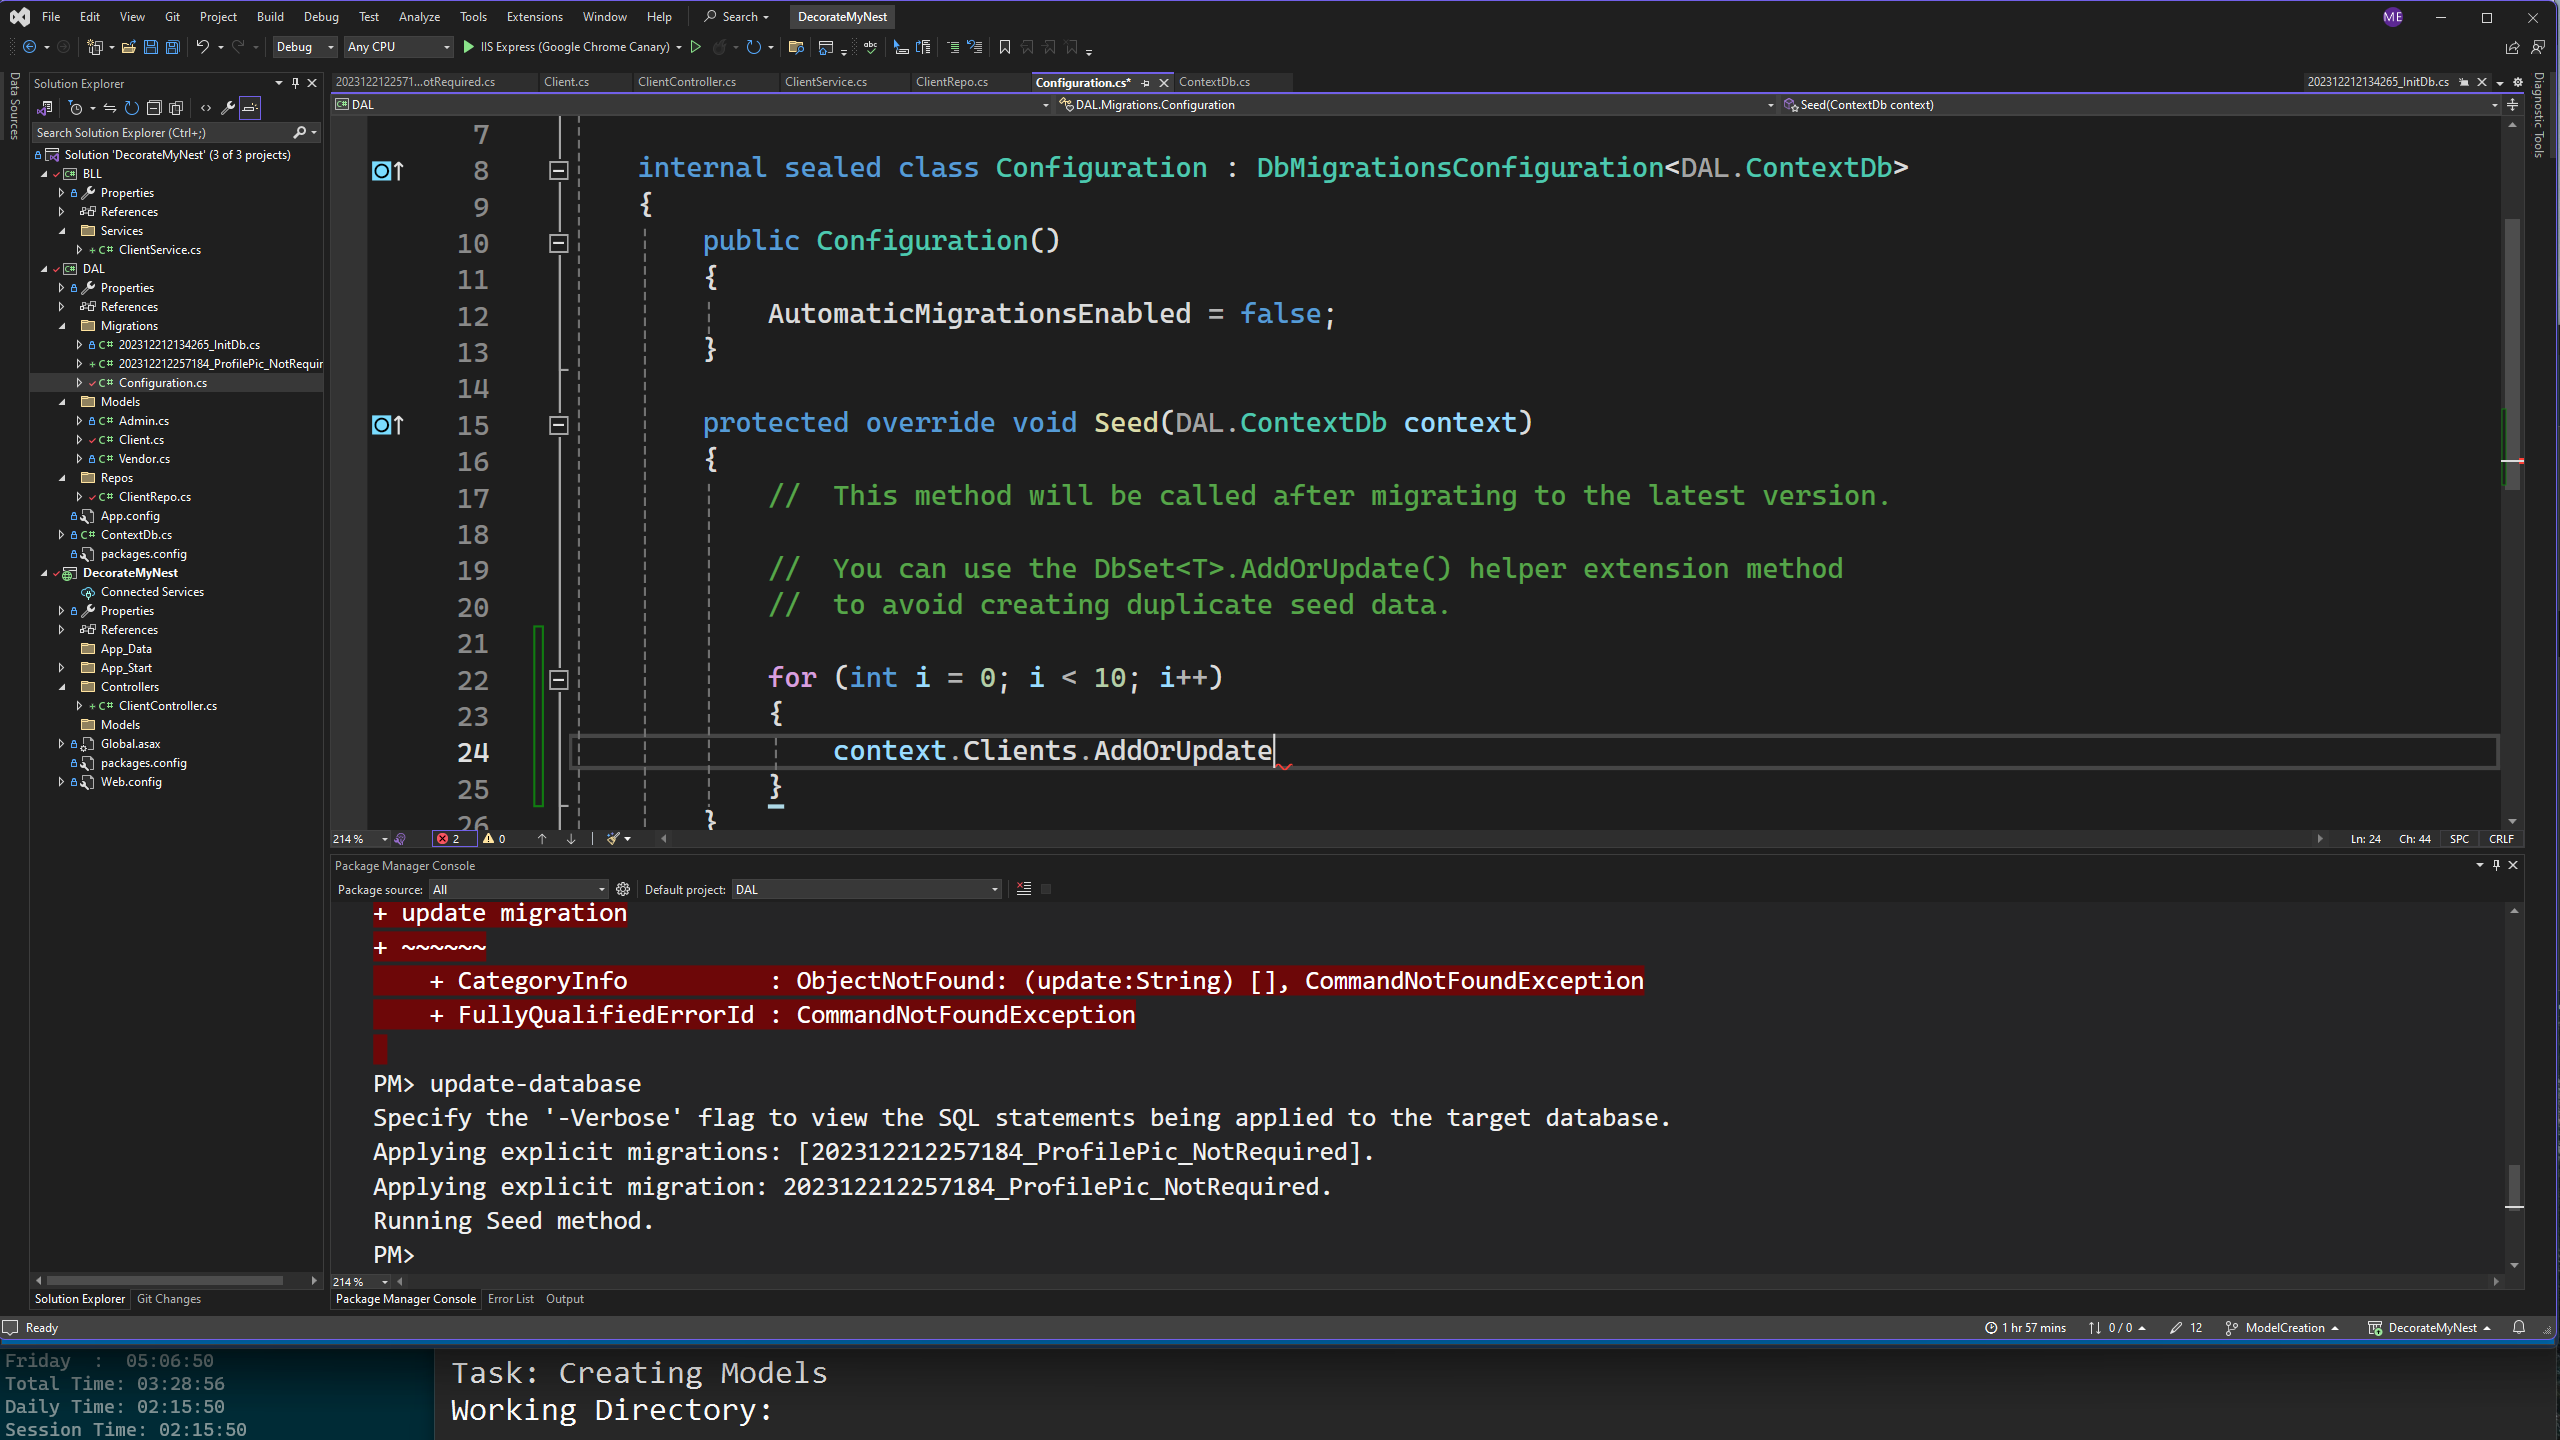 File Edit View Git Project Build Debug Test Analyze Tools Extensions Window Help Search DecorateMyNest ME
Debug Any CPU IIS Express (Google Chrome Canary)
Data Sources
Solution Explorer
Search Solution Explorer (Ctrl+;)
Solution 'DecorateMyNest' (3 of 3 projects)
BLL
Properties
References
Services
C# ClientService.cs
DAL
Properties
References
Migrations
C# 202312212134265_InitDb.cs
C# 202312212257184_ProfilePic_NotRequir
C# Configuration.cs
Models
C# Admin.cs
C# Client.cs
C# Vendor.cs
Repos
C# ClientRepo.cs
App.config
C# ContextDb.cs
packages.config
DecorateMyNest
Connected Services
Properties
References
App_Data
App_Start
Controllers
C# ClientController.cs
Models
Global.asax
packages.config
Web.config
Solution Explorer Git Changes
2023122122571...otRequired.cs Client.cs ClientController.cs ClientService.cs ClientRepo.cs Configuration.cs* ContextDb.cs 202312212134265_InitDb.cs
DAL DAL.Migrations.Configuration Seed(ContextDb context)
Diagnostic Tools
7
8 internal sealed class Configuration : DbMigrationsConfiguration<DAL.ContextDb>
9 {
10 public Configuration()
11 {
12 AutomaticMigrationsEnabled = false;
13 }
14
15 protected override void Seed(DAL.ContextDb context)
16 {
17 // This method will be called after migrating to the latest version.
18
19 // You can use the DbSet<T>.AddOrUpdate() helper extension method
20 // to avoid creating duplicate seed data.
21
22 for (int i = 0; i < 10; i++)
23 {
24 context.Clients.AddOrUpdate
25 }
26 }
214 % 2 0 Ln: 24 Ch: 44 SPC CRLF
Package Manager Console
Package source: All Default project: DAL
+ update migration
+ ~~~~~~
+ CategoryInfo : ObjectNotFound: (update:String) [], CommandNotFoundException
+ FullyQualifiedErrorId : CommandNotFoundException
PM> update-database
Specify the '-Verbose' flag to view the SQL statements being applied to the target database.
Applying explicit migrations: [202312212257184_ProfilePic_NotRequired].
Applying explicit migration: 202312212257184_ProfilePic_NotRequired.
Running Seed method.
PM>
214 %
Package Manager Console Error List Output
Ready 1 hr 57 mins 0 / 0 12 ModelCreation DecorateMyNest
Friday : 05:06:50
Total Time: 03:28:56
Daily Time: 02:15:50
Session Time: 02:15:50
Task: Creating Models
Working Directory: